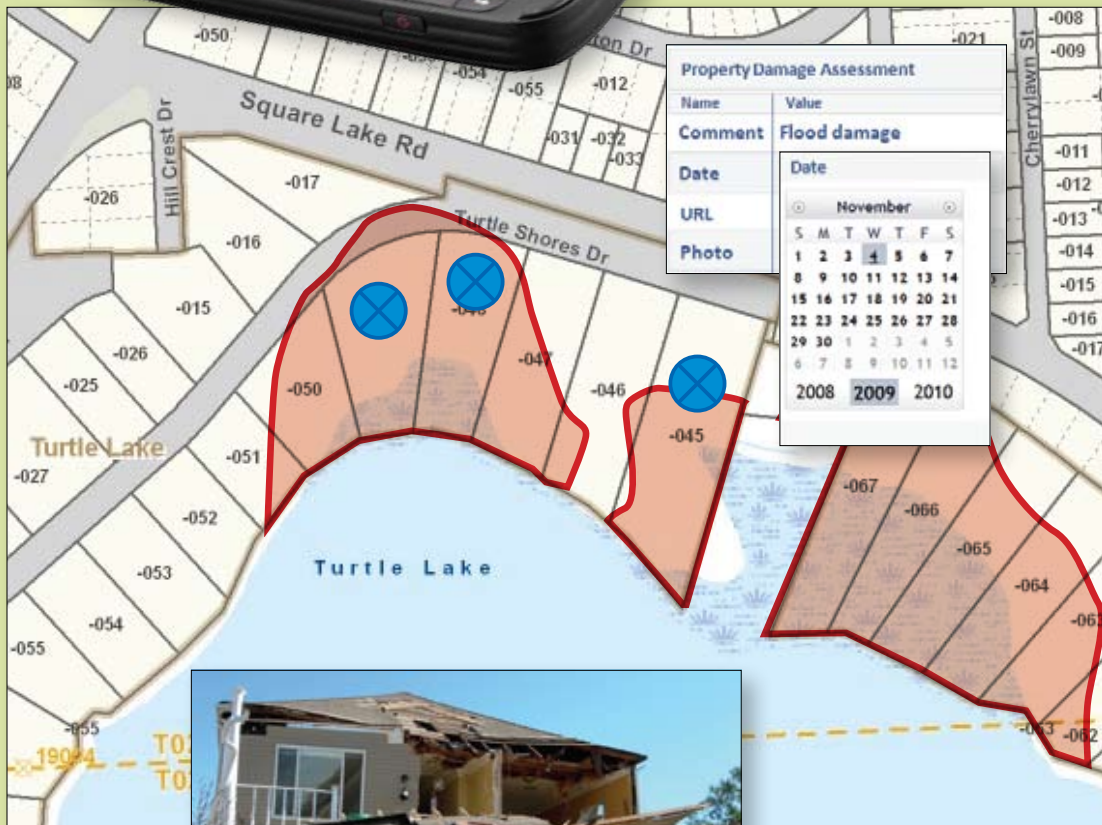 -050
-054
-055
-012
-031
-032
-033
-021
-008
-009
-011
-012
-013
-014
-015
-016
-017
Cherrylawn St
Square Lake Rd
Hill Crest Dr
-026
-017
-016
-015
-026
-025
Turtle Shores Dr
Property Damage Assessment
Name Value
Comment Flood damage
Date
URL
Photo
Date
November
S M T W T F S
1 2 3 4 5 6 7
8 9 10 11 12 13 14
15 16 17 18 19 20 21
22 23 24 25 26 27 28
29 30 1 2 3 4 5
6 7 8 9 10 11 12
2008 2009 2010
-047
-046
-045
-050
-051
Turtle Lake
-027
-052
-053
-054
-055
-055
Turtle Lake
-067
-066
-065
-064
-063
-062